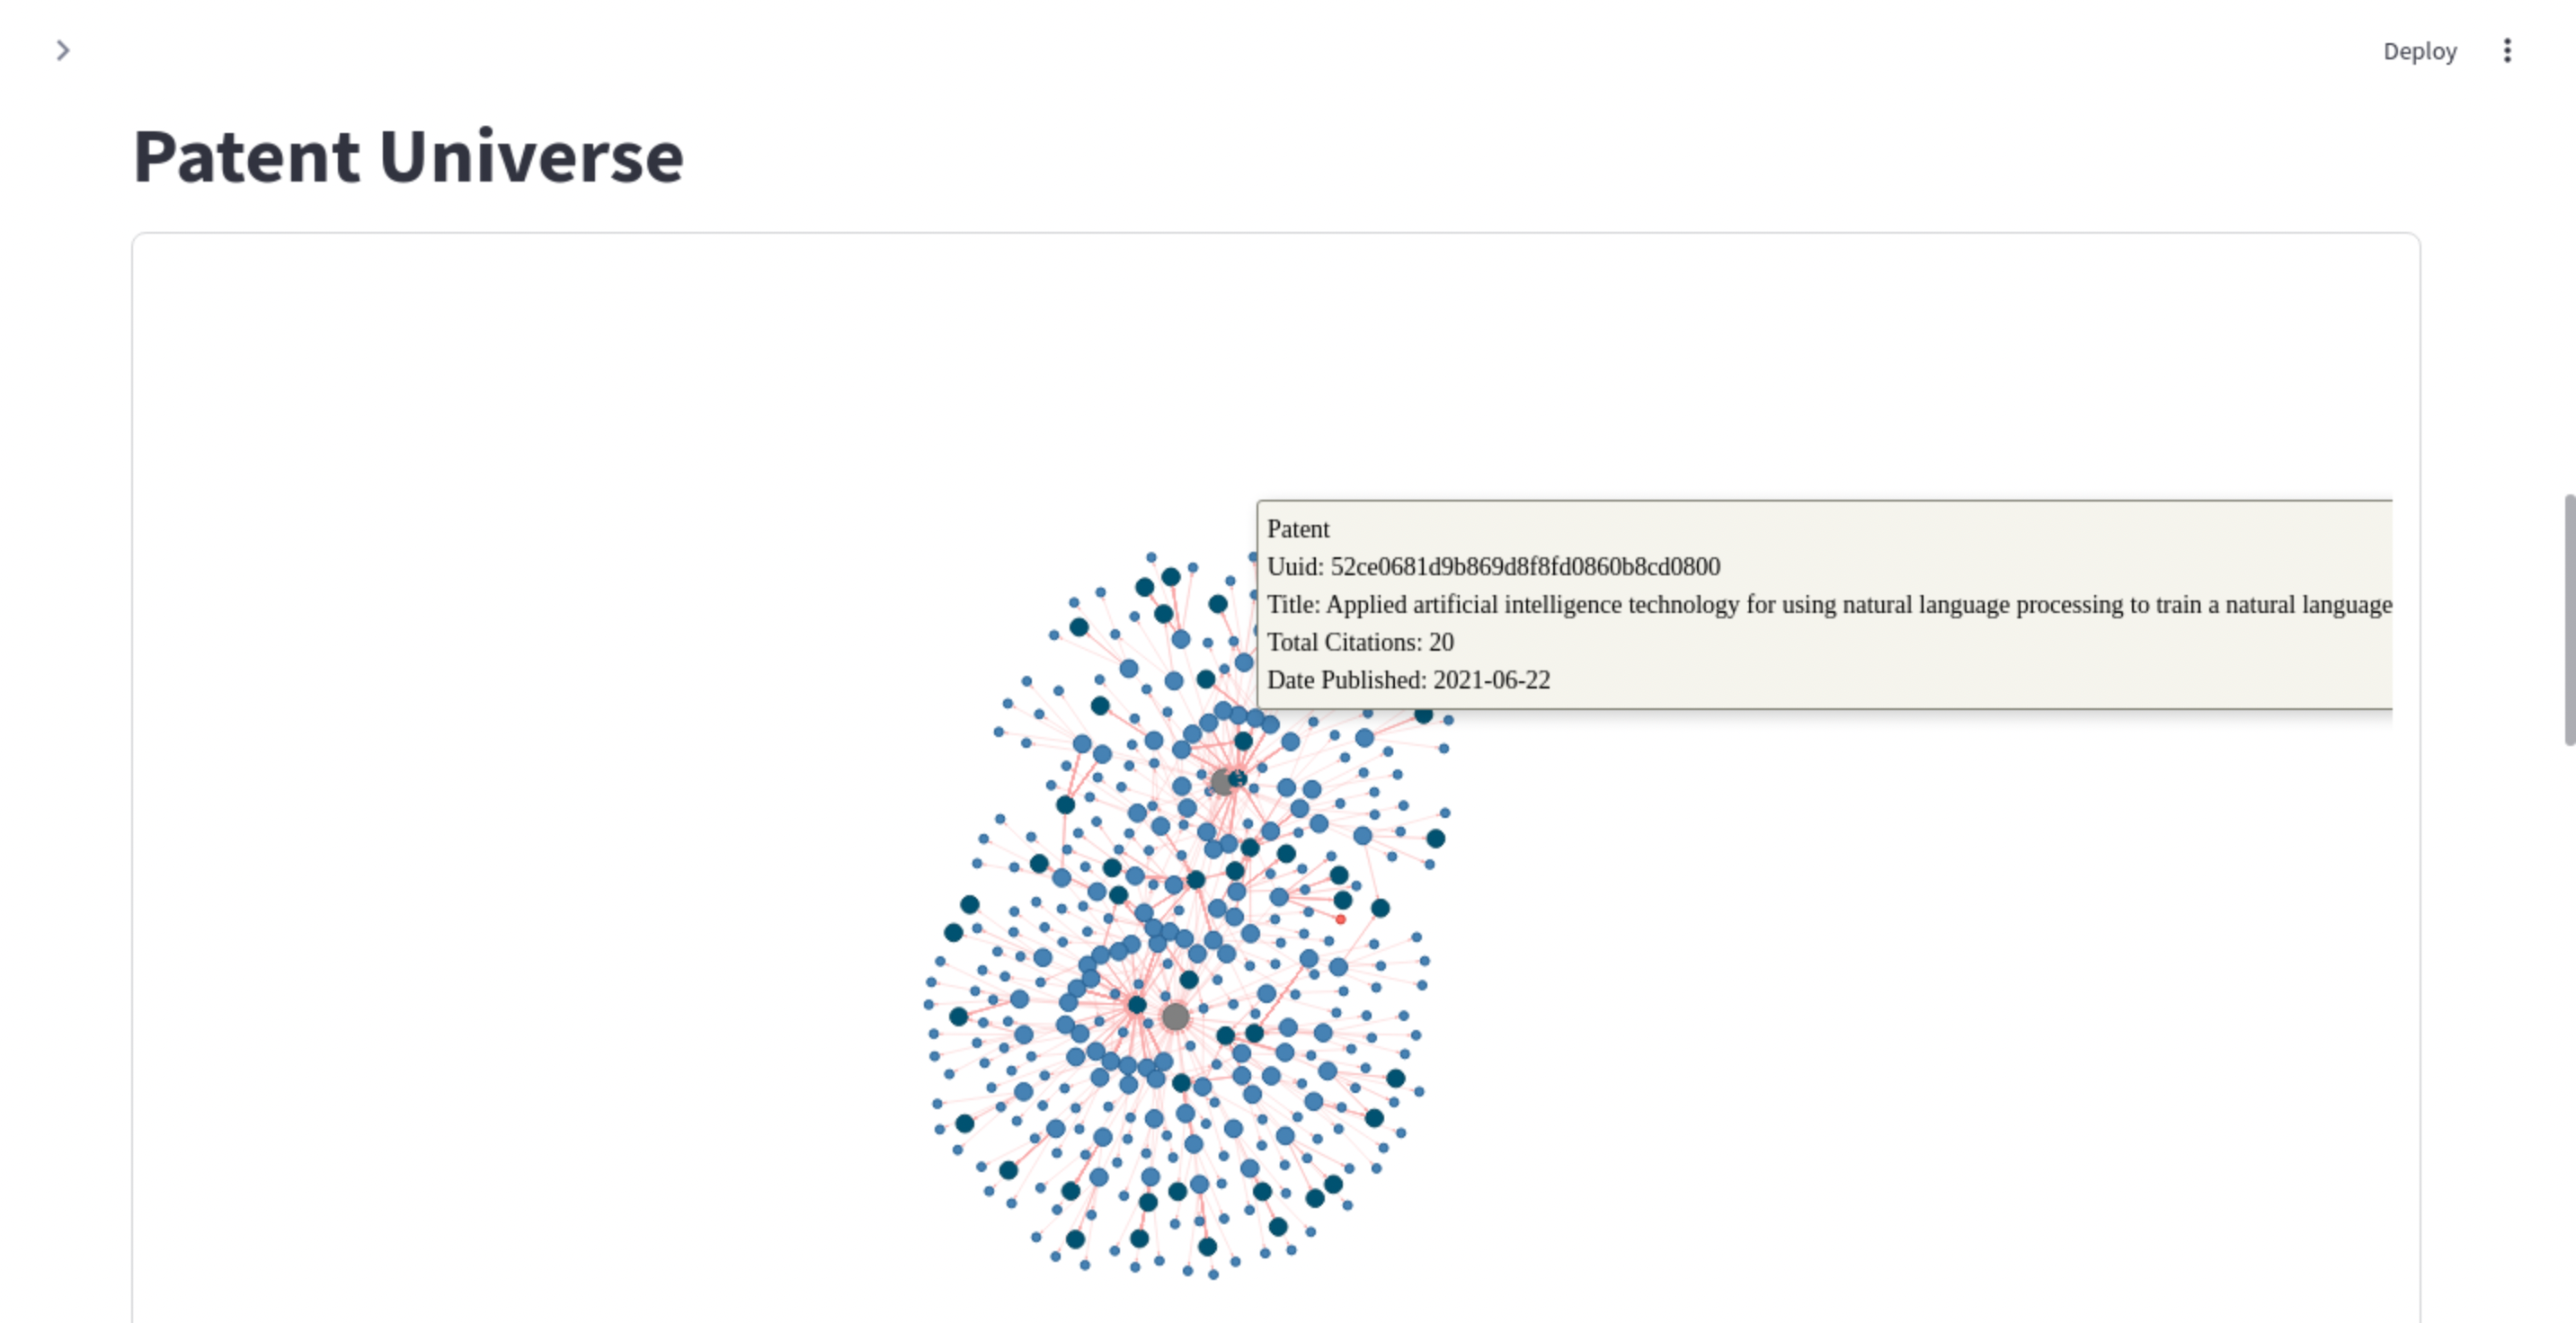 Deploy
Patent Universe
Patent
Uuid: 52ce0681d9b869d8f8fd0860b8cd0800
Title: Applied artificial intelligence technology for using natural language processing to train a natural language
Total Citations: 20
Date Published: 2021-06-22